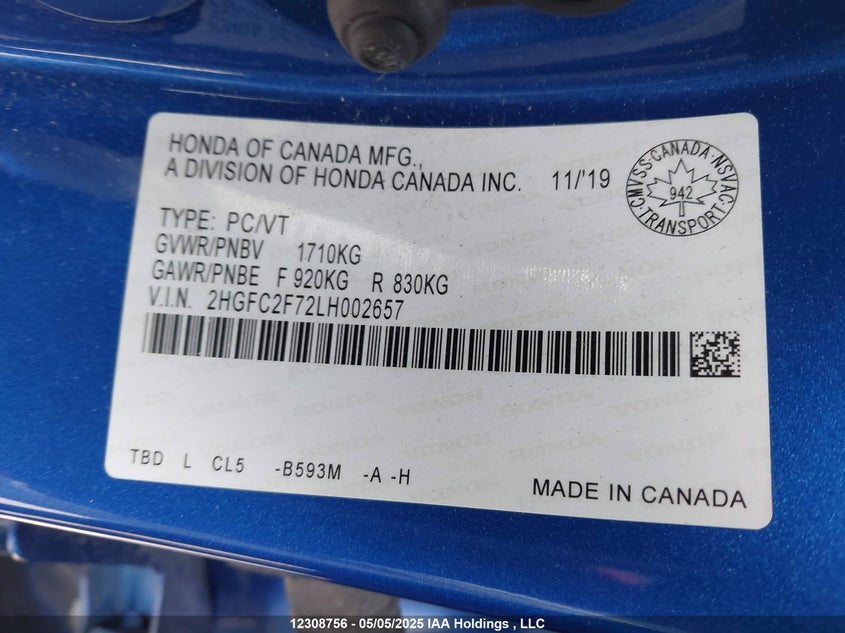 HONDA OF CANADA MFG.,
A DIVISION OF HONDA CANADA INC. 11/'19
CMVSS·CANADA·NSVAC
942
·TRANSPORT·
TYPE: PC/VT
GVWR/PNBV 1710KG
GAWR/PNBE F 920KG R 830KG
V.I.N. 2HGFC2F72LH002657
TBD L CL5 -B593M -A -H
MADE IN CANADA
12308756 - 05/05/2025 IAA Holdings , LLC